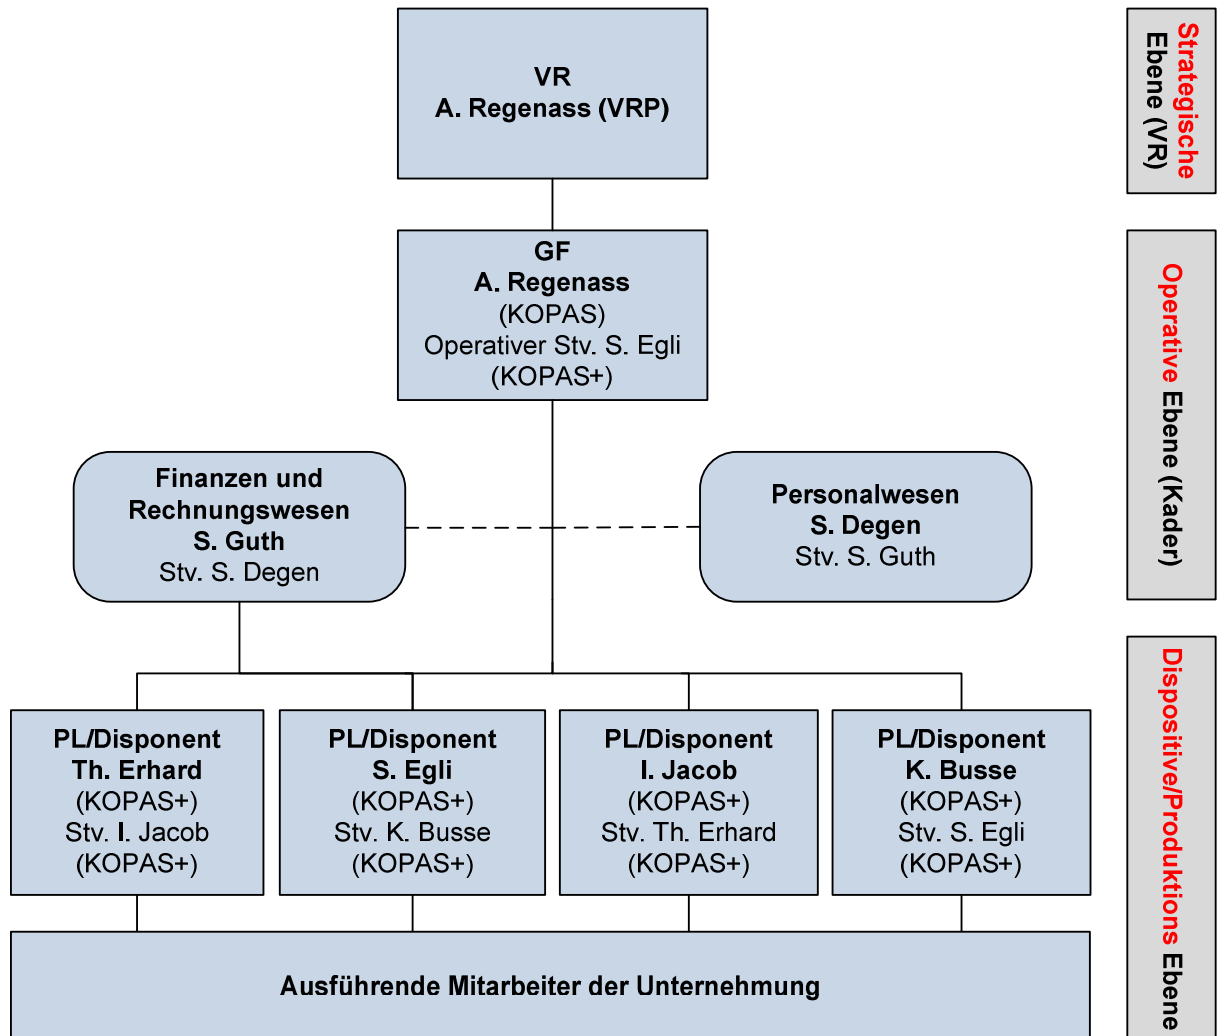 VR
A. Regenass (VRP)
Strategische
Ebene (VR)
GF
A. Regenass
(KOPAS)
Operativer Stv. S. Egli
(KOPAS+)
Operative Ebene (Kader)
Finanzen und
Rechnungswesen
S. Guth
Stv. S. Degen
Personalwesen
S. Degen
Stv. S. Guth
PL/Disponent
Th. Erhard
(KOPAS+)
Stv. I. Jacob
(KOPAS+)
PL/Disponent
S. Egli
(KOPAS+)
Stv. K. Busse
(KOPAS+)
PL/Disponent
I. Jacob
(KOPAS+)
Stv. Th. Erhard
(KOPAS+)
PL/Disponent
K. Busse
(KOPAS+)
Stv. S. Egli
(KOPAS+)
Dispositive/Produktions Ebene
Ausführende Mitarbeiter der Unternehmung